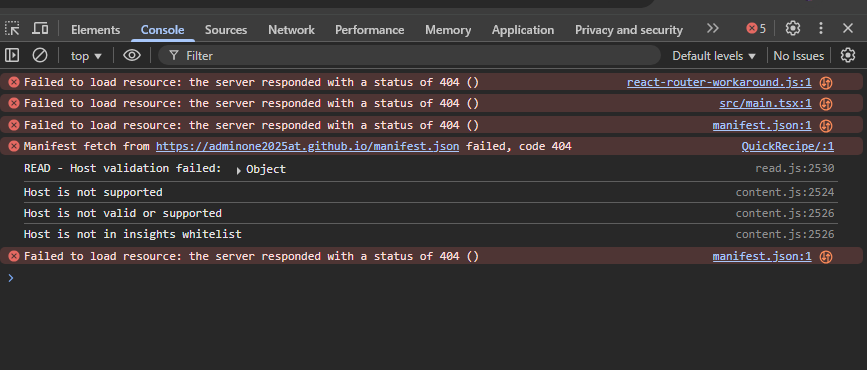 Elements Console Sources Network Performance Memory Application Privacy and security 5
top Filter Default levels No Issues
Failed to load resource: the server responded with a status of 404 () react-router-workaround.js:1
Failed to load resource: the server responded with a status of 404 () src/main.tsx:1
Failed to load resource: the server responded with a status of 404 () manifest.json:1
Manifest fetch from https://adminone2025at.github.io/manifest.json failed, code 404 QuickRecipe/:1
READ - Host validation failed: Object read.js:2530
Host is not supported content.js:2524
Host is not valid or supported content.js:2526
Host is not in insights whitelist content.js:2526
Failed to load resource: the server responded with a status of 404 () manifest.json:1